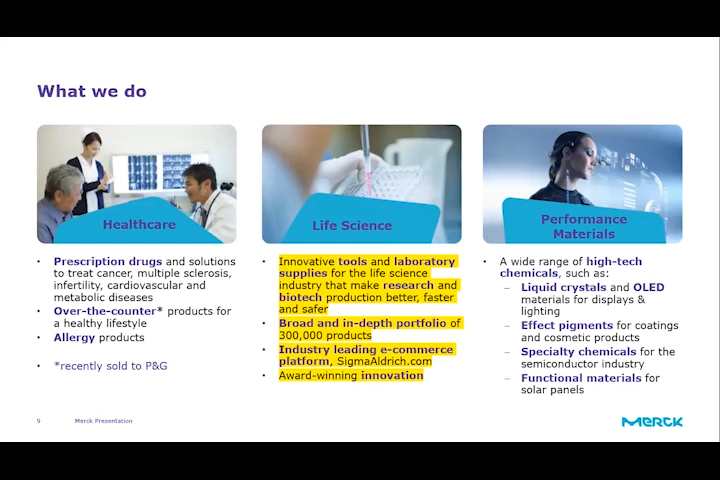 What we do
Healthcare
• Prescription drugs and solutions
to treat cancer, multiple sclerosis,
infertility, cardiovascular and
metabolic diseases
• Over-the-counter* products for
a healthy lifestyle
• Allergy products
• *recently sold to P&G
Life Science
• Innovative tools and laboratory
supplies for the life science
industry that make research and
biotech production better, faster
and safer
• Broad and in-depth portfolio of
300,000 products
• Industry leading e-commerce
platform, SigmaAldrich.com
• Award-winning innovation
Performance
Materials
• A wide range of high-tech
chemicals, such as:
– Liquid crystals and OLED
materials for displays &
lighting
– Effect pigments for coatings
and cosmetic products
– Specialty chemicals for the
semiconductor industry
– Functional materials for
solar panels
9 Merck Presentation
MERCK